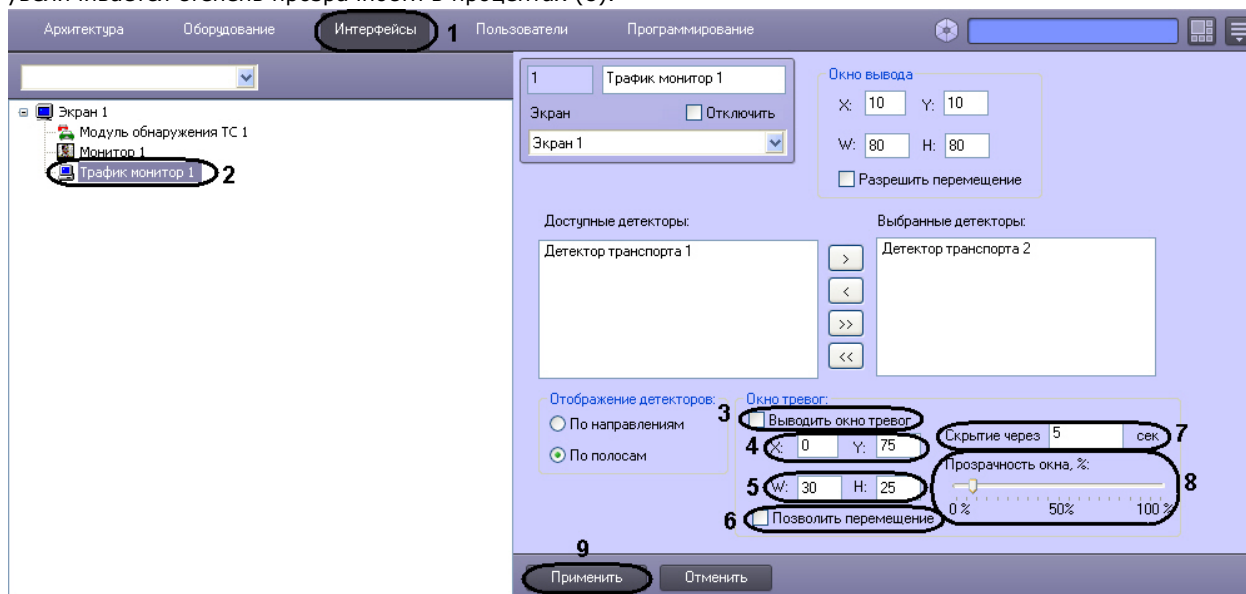 увеличивается степень прозрачности в процентах (8).
Архитектура Оборудование Интерфейсы 1 Пользователи Программирование
1 Трафик монитор 1
Экран Отключить
Экран 1
Окно вывода
X: 10 Y: 10
W: 80 H: 80
Разрешить перемещение
Экран 1
Модуль обнаружения ТС 1
Монитор 1
Трафик монитор 1 2
Доступные детекторы:
Детектор транспорта 1
>
<
>>
<<
Выбранные детекторы:
Детектор транспорта 2
Отображение детекторов:
По направлениям
По полосам
Окно тревог:
3 Выводить окно тревог
4 X: 0 Y: 75
5 W: 30 H: 25
6 Позволить перемещение
Скрытие через 5 сек 7
Прозрачность окна, %:
8
0 % 50% 100 %
9
Применить Отменить